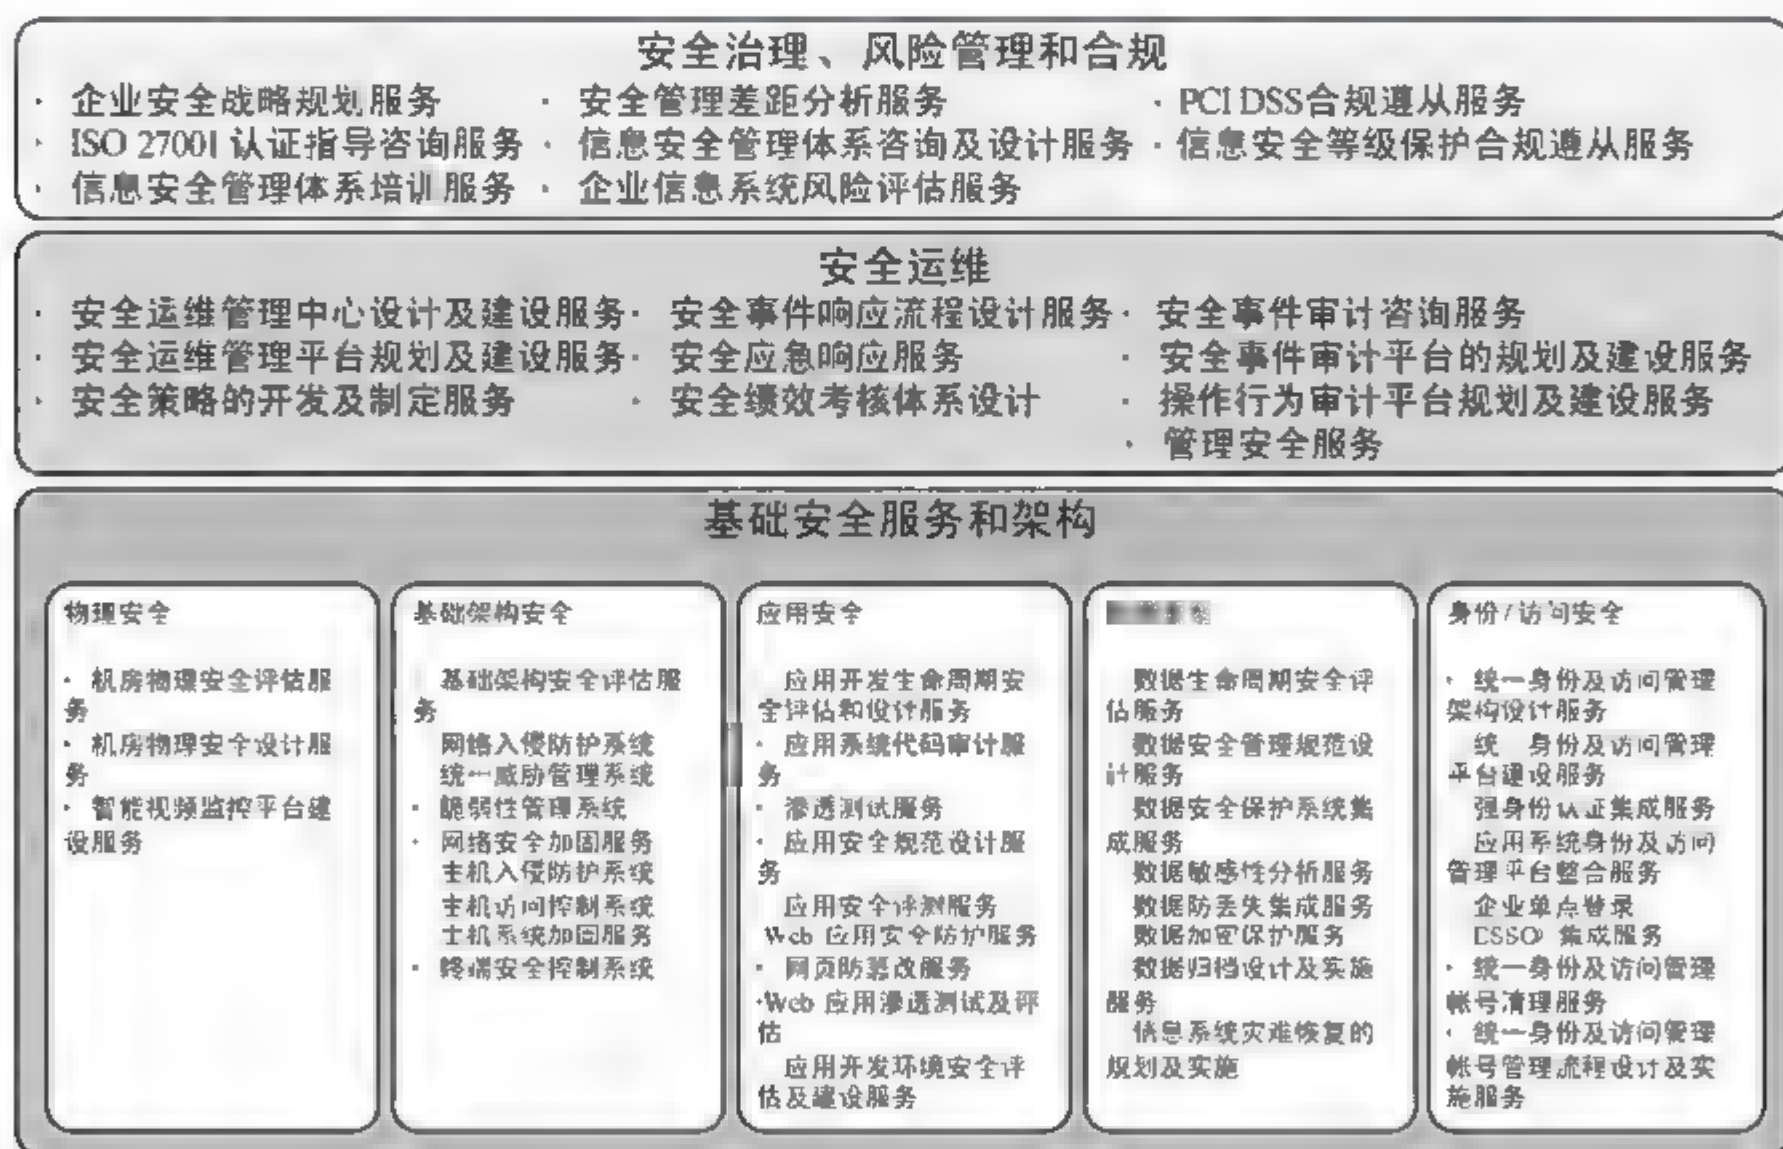 安全治理、风险管理和合规
· 企业安全战略规划服务 · 安全管理差距分析服务 · PCI DSS合规遵从服务
· ISO 27001 认证指导咨询服务 · 信息安全管理体系咨询及设计服务 · 信息安全等级保护合规遵从服务
· 信息安全管理体系培训服务 · 企业信息系统风险评估服务
安全运维
· 安全运维管理中心设计及建设服务 · 安全事件响应流程设计服务 · 安全事件审计咨询服务
· 安全运维管理平台规划及建设服务 · 安全应急响应服务 · 安全事件审计平台的规划及建设服务
· 安全策略的开发及制定服务 · 安全绩效考核体系设计 · 操作行为审计平台规划及建设服务
· 管理安全服务
基础安全服务和架构
物理安全
· 机房物理安全评估服
务
· 机房物理安全设计服
务
· 智能视频监控平台建
设服务
基础架构安全
基础架构安全评估服
务
网络入侵防护系统
统一威胁管理系统
· 脆弱性管理系统
· 网络安全加固服务
主机入侵防护系统
主机访问控制系统
主机系统加固服务
· 终端安全控制系统
应用安全
应用开发生命周期安
全评估和设计服务
· 应用系统代码审计服
务
· 渗透测试服务
· 应用安全规范设计服
务
应用安全评测服务
Web 应用安全防护服务
· 网页防篡改服务
·Web 应用渗透测试及评
估
应用开发环境安全评
估及建设服务
数据生命周期安全评
估服务
数据安全管理规范设
计服务
数据安全保护系统集
成服务
数据敏感性分析服务
数据防丢失集成服务
数据加密保护服务
数据归档设计及实施
服务
信息系统灾难恢复的
规划及实施
身份/访问安全
· 统一身份及访问管理
架构设计服务
统一身份及访问管理
平台建设服务
强身份认证集成服务
应用系统身份及访问
管理平台整合服务
企业单点登录
ESSO) 集成服务
· 统一身份及访问管理
帐号清理服务
· 统一身份及访问管理
帐号管理流程设计及实
施服务